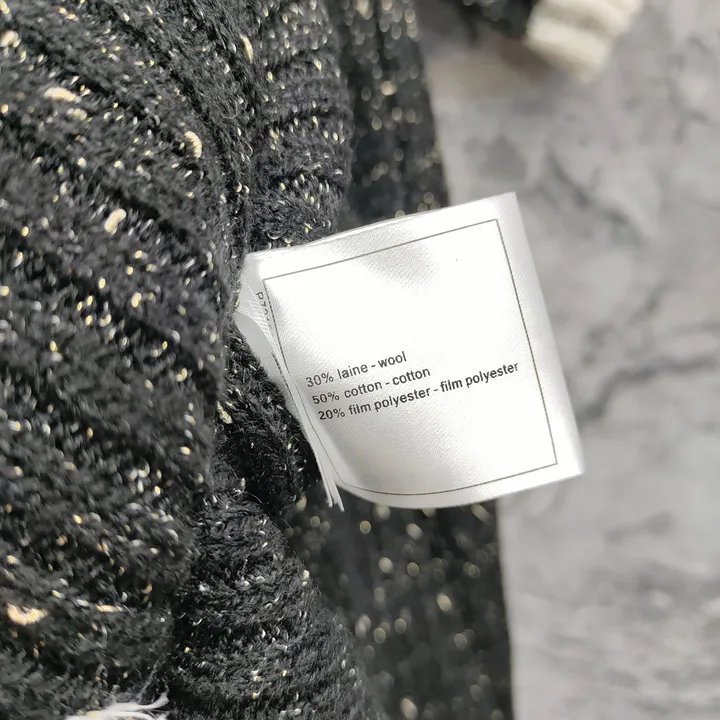 30% laine - wool
50% cotton - cotton
20% film polyester - film polyester